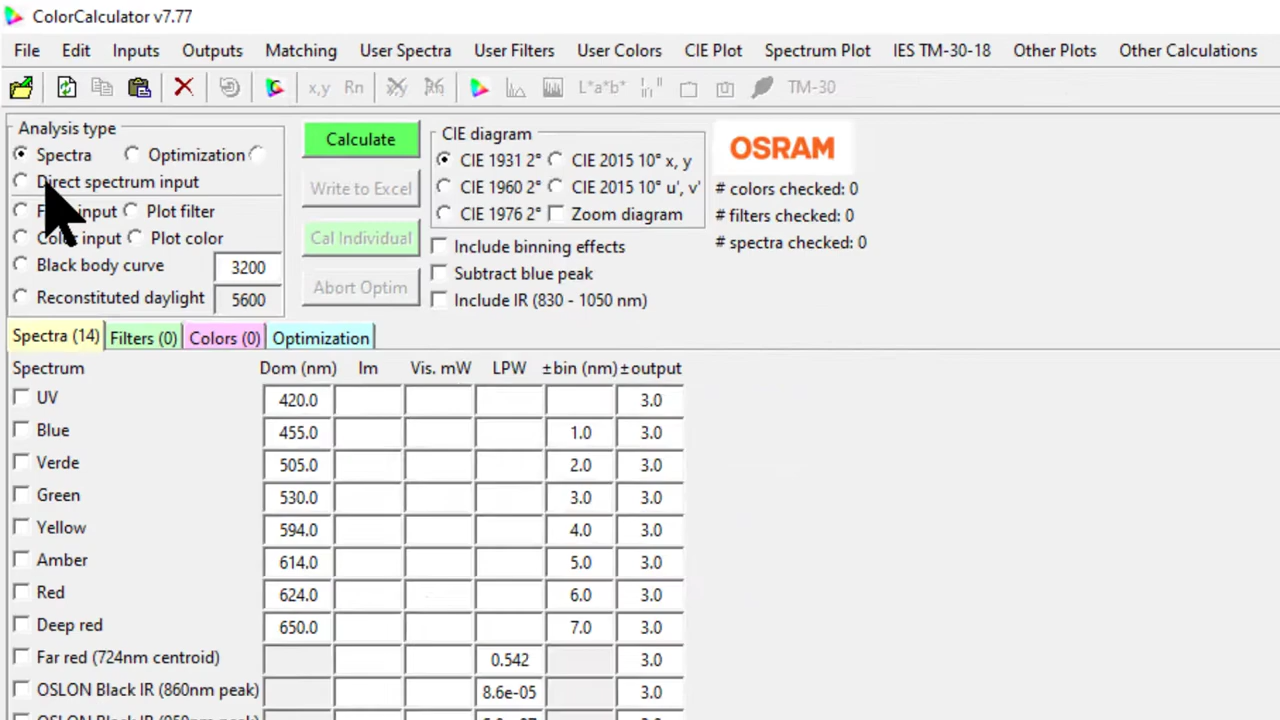 ColorCalculator v7.77
File Edit Inputs Outputs Matching User Spectra User Filters User Colors CIE Plot Spectrum Plot IES TM-30-18 Other Plots Other Calculations
x,y Rn L*a*b* TM-30
Analysis type
Spectra Optimization
Direct spectrum input
input Plot filter
input Plot color
Black body curve 3200
Reconstituted daylight 5600
Calculate
Write to Excel
Cal Individual
Abort Optim
CIE diagram
CIE 1931 2° CIE 2015 10° x, y
CIE 1960 2° CIE 2015 10° u', v'
CIE 1976 2° Zoom diagram
Include binning effects
Subtract blue peak
Include IR (830 - 1050 nm)
OSRAM
# colors checked: 0
# filters checked: 0
# spectra checked: 0
Spectra (14) Filters (0) Colors (0) Optimization
Spectrum Dom (nm) lm Vis. mW LPW ±bin (nm) ±output
UV 420.0 3.0
Blue 455.0 1.0 3.0
Verde 505.0 2.0 3.0
Green 530.0 3.0 3.0
Yellow 594.0 4.0 3.0
Amber 614.0 5.0 3.0
Red 624.0 6.0 3.0
Deep red 650.0 7.0 3.0
Far red (724nm centroid) 0.542 3.0
OSLON Black IR (860nm peak) 8.6e-05 3.0